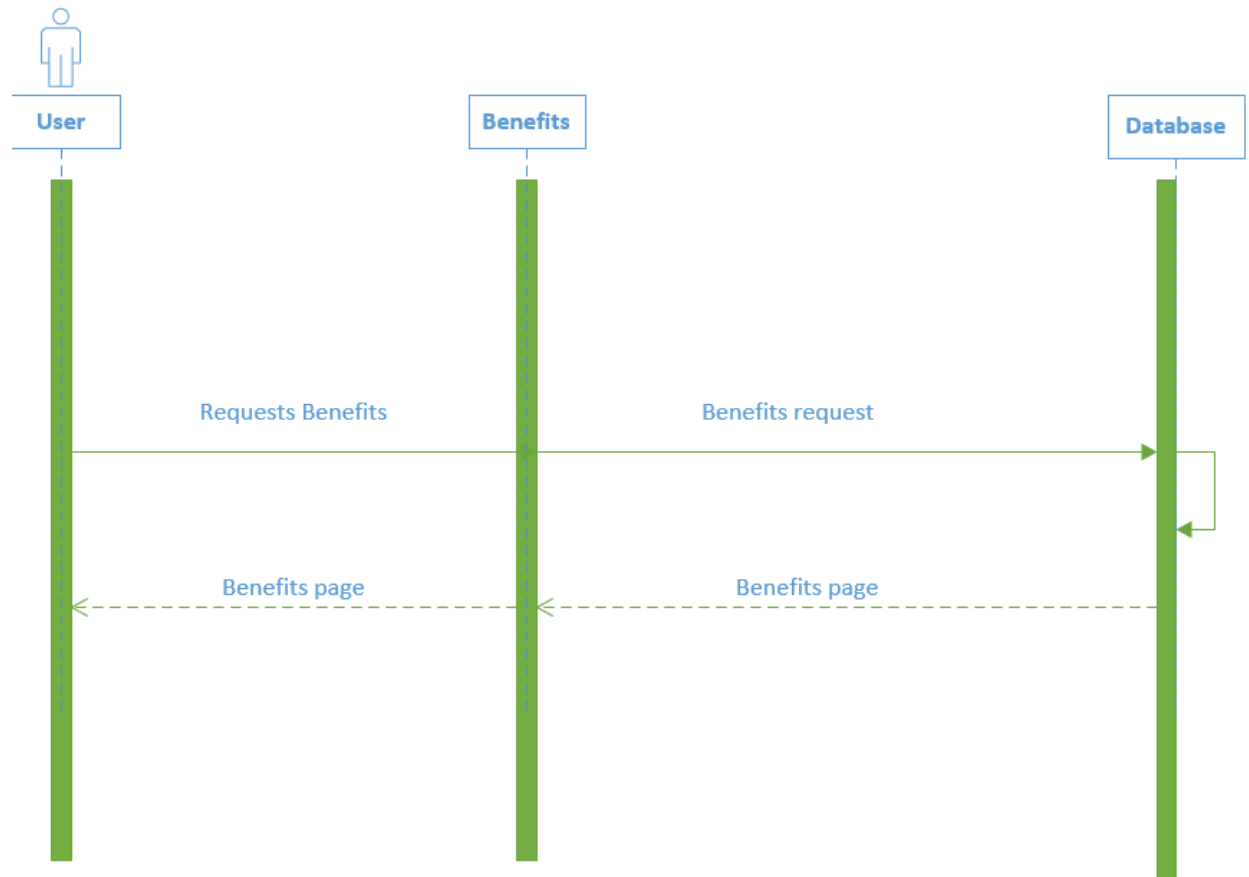 User
Benefits
Database
Requests Benefits
Benefits request
Benefits page
Benefits page